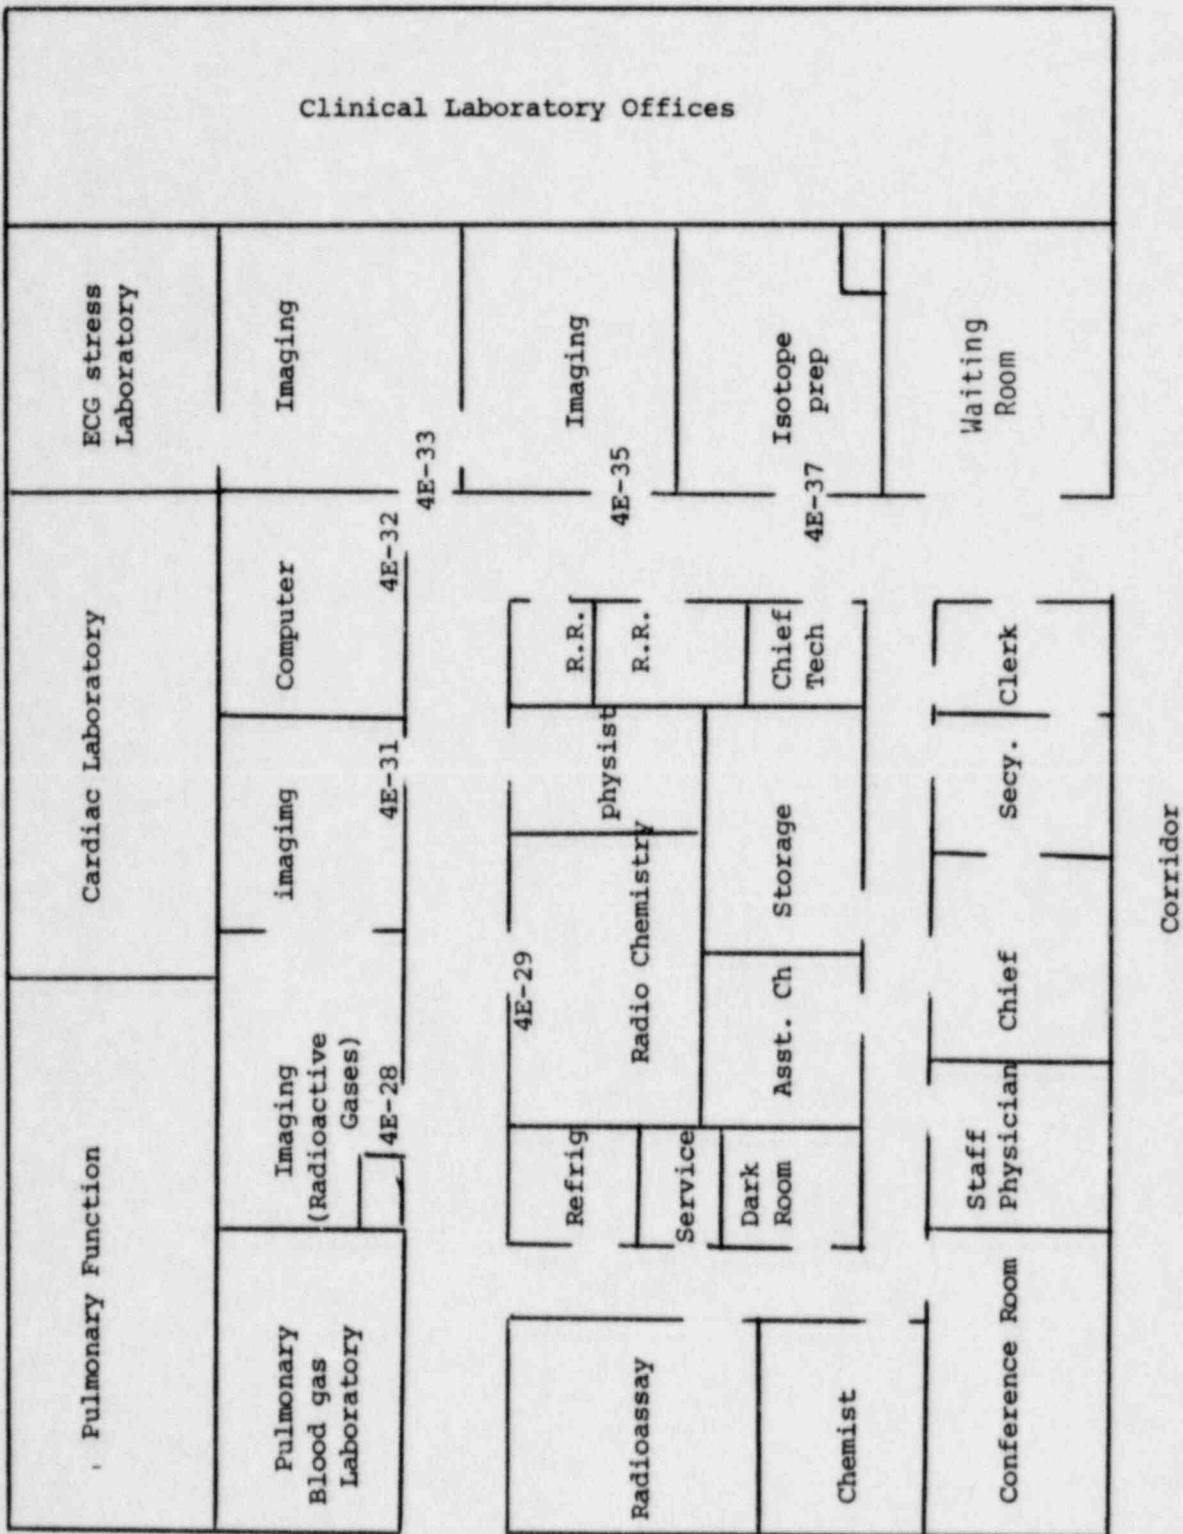 Clinical Laboratory Offices
ECG stress
Laboratory
Imaging
4E-33
Imaging
4E-35
Isotope
prep
4E-37
Waiting
Room
Cardiac Laboratory
Computer
4E-32
imagimg
4E-31
R.R.
R.R.
Chief
Tech
physist
Radio Chemistry
4E-29
Storage
Asst. Ch
Clerk
Secy.
Chief
Staff
Physician
Pulmonary Function
Imaging
(Radioactive
Gases)
4E-28
Refrig
Service
Dark
Room
Pulmonary
Blood gas
Laboratory
Radioassay
Chemist
Conference Room
Corridor